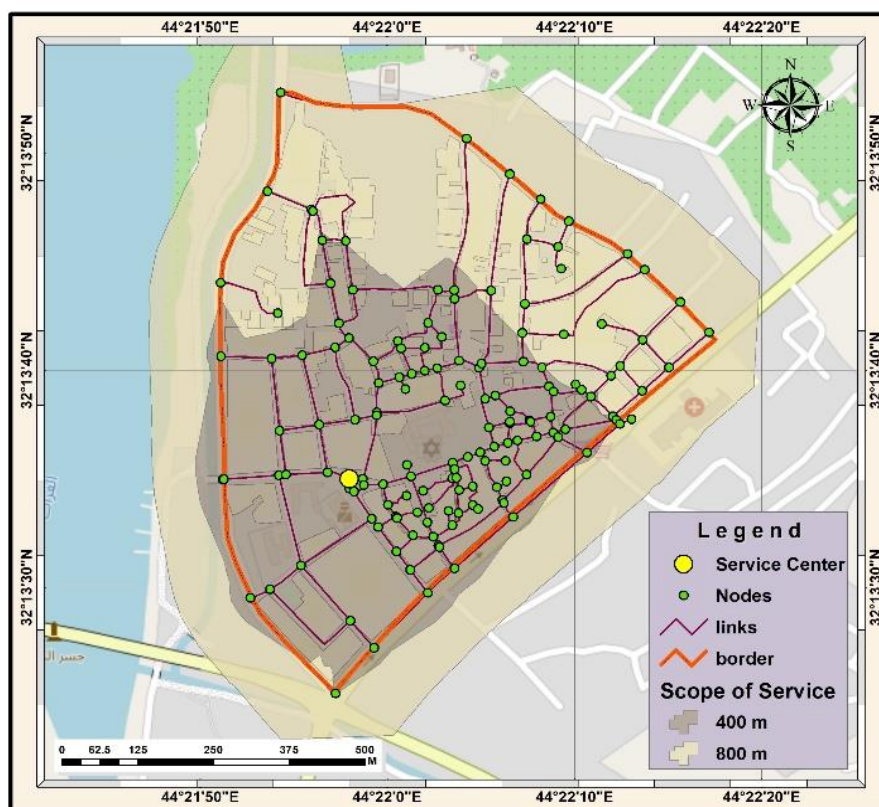 44°21'50"E 44°22'0"E 44°22'10"E 44°22'20"E
N
W E
S
32°13'50"N
32°13'50"N
32°13'40"N
32°13'40"N
32°13'30"N
32°13'30"N
الفرات
جسر
Legend
Service Center
Nodes
links
border
Scope of Service
400 m
800 m
0 62.5 125 250 375 500
M
44°21'50"E 44°22'0"E 44°22'10"E 44°22'20"E